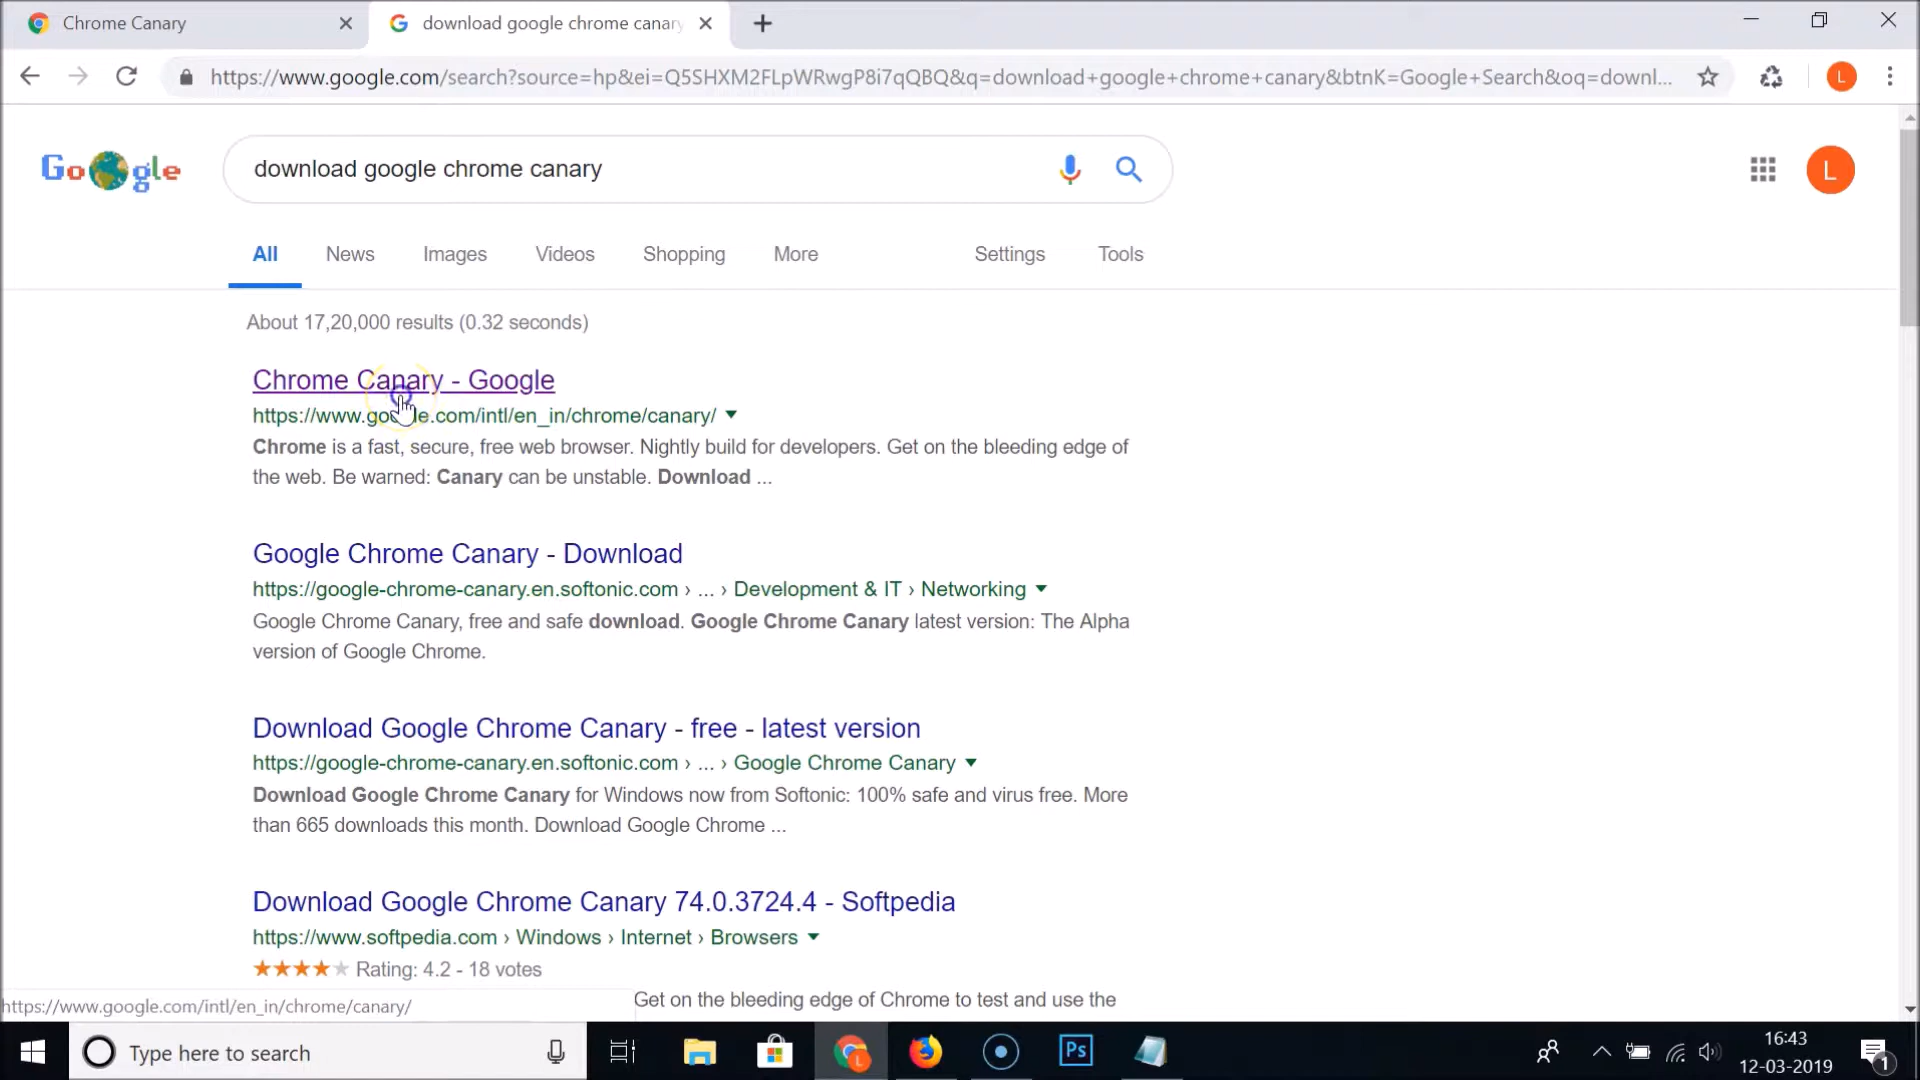 Chrome Canary
download google chrome canary
https://www.google.com/search?source=hp&ei=Q5SHXM2FLpWRwgP8i7qQBQ&q=download+google+chrome+canary&btnK=Google+Search&oq=downl...
L
Google
download google chrome canary
L
All
News
Images
Videos
Shopping
More
Settings
Tools
About 17,20,000 results (0.32 seconds)
Chrome Canary - Google
https://www.google.com/intl/en_in/chrome/canary/
Chrome is a fast, secure, free web browser. Nightly build for developers. Get on the bleeding edge of
the web. Be warned: Canary can be unstable. Download ...
Google Chrome Canary - Download
https://google-chrome-canary.en.softonic.com › ... › Development & IT › Networking
Google Chrome Canary, free and safe download. Google Chrome Canary latest version: The Alpha
version of Google Chrome.
Download Google Chrome Canary - free - latest version
https://google-chrome-canary.en.softonic.com › ... › Google Chrome Canary
Download Google Chrome Canary for Windows now from Softonic: 100% safe and virus free. More
than 665 downloads this month. Download Google Chrome ...
Download Google Chrome Canary 74.0.3724.4 - Softpedia
https://www.softpedia.com › Windows › Internet › Browsers
Rating: 4.2 - 18 votes
Get on the bleeding edge of Chrome to test and use the
https://www.google.com/intl/en_in/chrome/canary/
Type here to search
L
Ps
16:43
12-03-2019
1